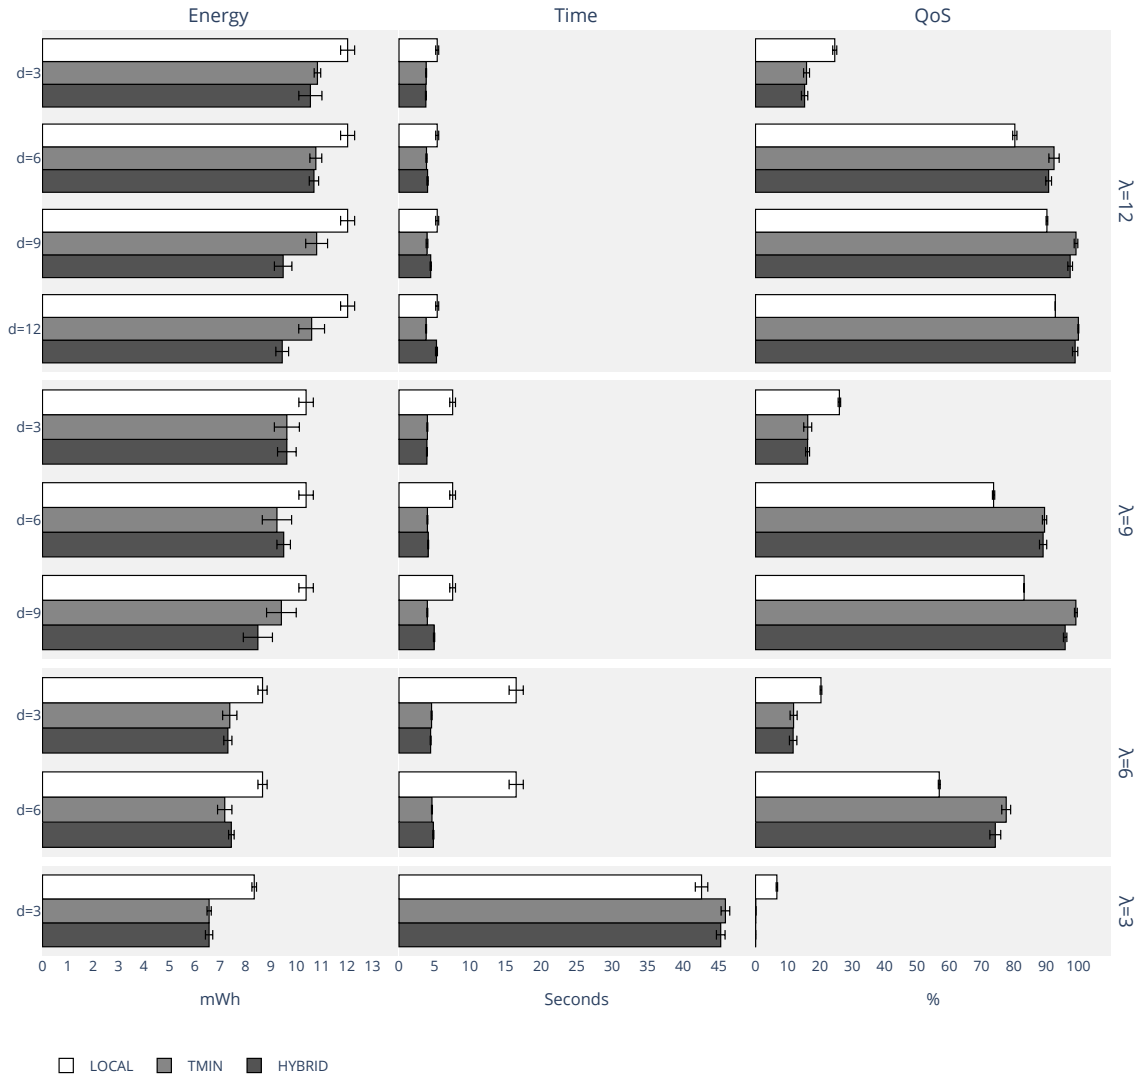 Energy Time QoS
d=3
d=6
d=9
d=12
λ=12
d=3
d=6
d=9
λ=9
d=3
d=6
λ=6
d=3
λ=3
0 1 2 3 4 5 6 7 8 9 10 11 12 13 0 5 10 15 20 25 30 35 40 45 0 10 20 30 40 50 60 70 80 90 100
mWh Seconds %
LOCAL TMIN HYBRID